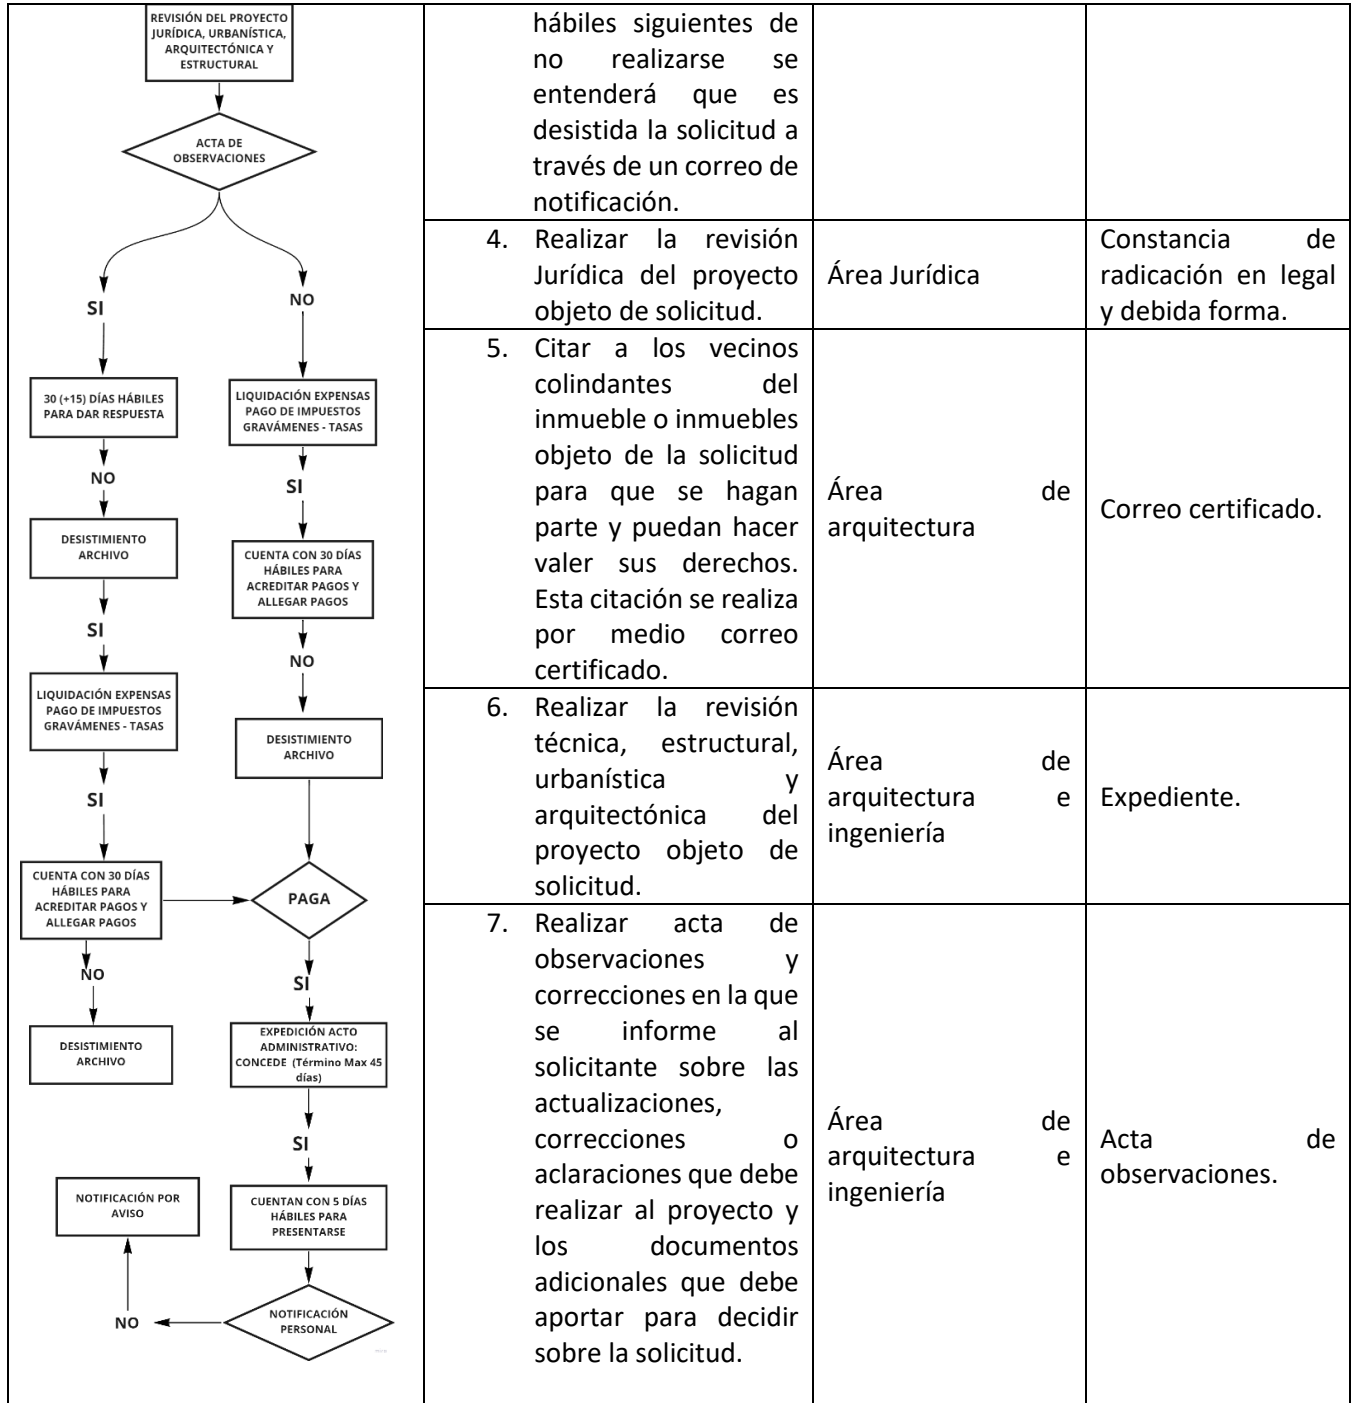 REVISIÓN DEL PROYECTO
JURÍDICA, URBANÍSTICA,
ARQUITECTÓNICA Y
ESTRUCTURAL
ACTA DE
OBSERVACIONES
SI
NO
30 (+15) DÍAS HÁBILES
PARA DAR RESPUESTA
LIQUIDACIÓN EXPENSAS
PAGO DE IMPUESTOS
GRAVÁMENES - TASAS
NO
SI
DESISTIMIENTO
ARCHIVO
CUENTA CON 30 DÍAS
HÁBILES PARA
ACREDITAR PAGOS Y
ALLEGAR PAGOS
SI
NO
LIQUIDACIÓN EXPENSAS
PAGO DE IMPUESTOS
GRAVÁMENES - TASAS
DESISTIMIENTO
ARCHIVO
SI
CUENTA CON 30 DÍAS
HÁBILES PARA
ACREDITAR PAGOS Y
ALLEGAR PAGOS
PAGA
NO
SI
DESISTIMIENTO
ARCHIVO
EXPEDICIÓN ACTO
ADMINISTRATIVO:
CONCEDE (Término Max 45
días)
SI
NOTIFICACIÓN POR
AVISO
CUENTAN CON 5 DÍAS
HÁBILES PARA
PRESENTARSE
NO
NOTIFICACIÓN
PERSONAL
hábiles siguientes de
no realizarse se
entenderá que es
desistida la solicitud a
través de un correo de
notificación.
4. Realizar la revisión
Jurídica del proyecto
objeto de solicitud.
Área Jurídica
Constancia de
radicación en legal
y debida forma.
5. Citar a los vecinos
colindantes del
inmueble o inmuebles
objeto de la solicitud
para que se hagan
parte y puedan hacer
valer sus derechos.
Esta citación se realiza
por medio correo
certificado.
Área de
arquitectura
Correo certificado.
6. Realizar la revisión
técnica, estructural,
urbanística y
arquitectónica del
proyecto objeto de
solicitud.
Área de
arquitectura e
ingeniería
Expediente.
7. Realizar acta de
observaciones y
correcciones en la que
se informe al
solicitante sobre las
actualizaciones,
correcciones o
aclaraciones que debe
realizar al proyecto y
los documentos
adicionales que debe
aportar para decidir
sobre la solicitud.
Área de
arquitectura e
ingeniería
Acta de
observaciones.